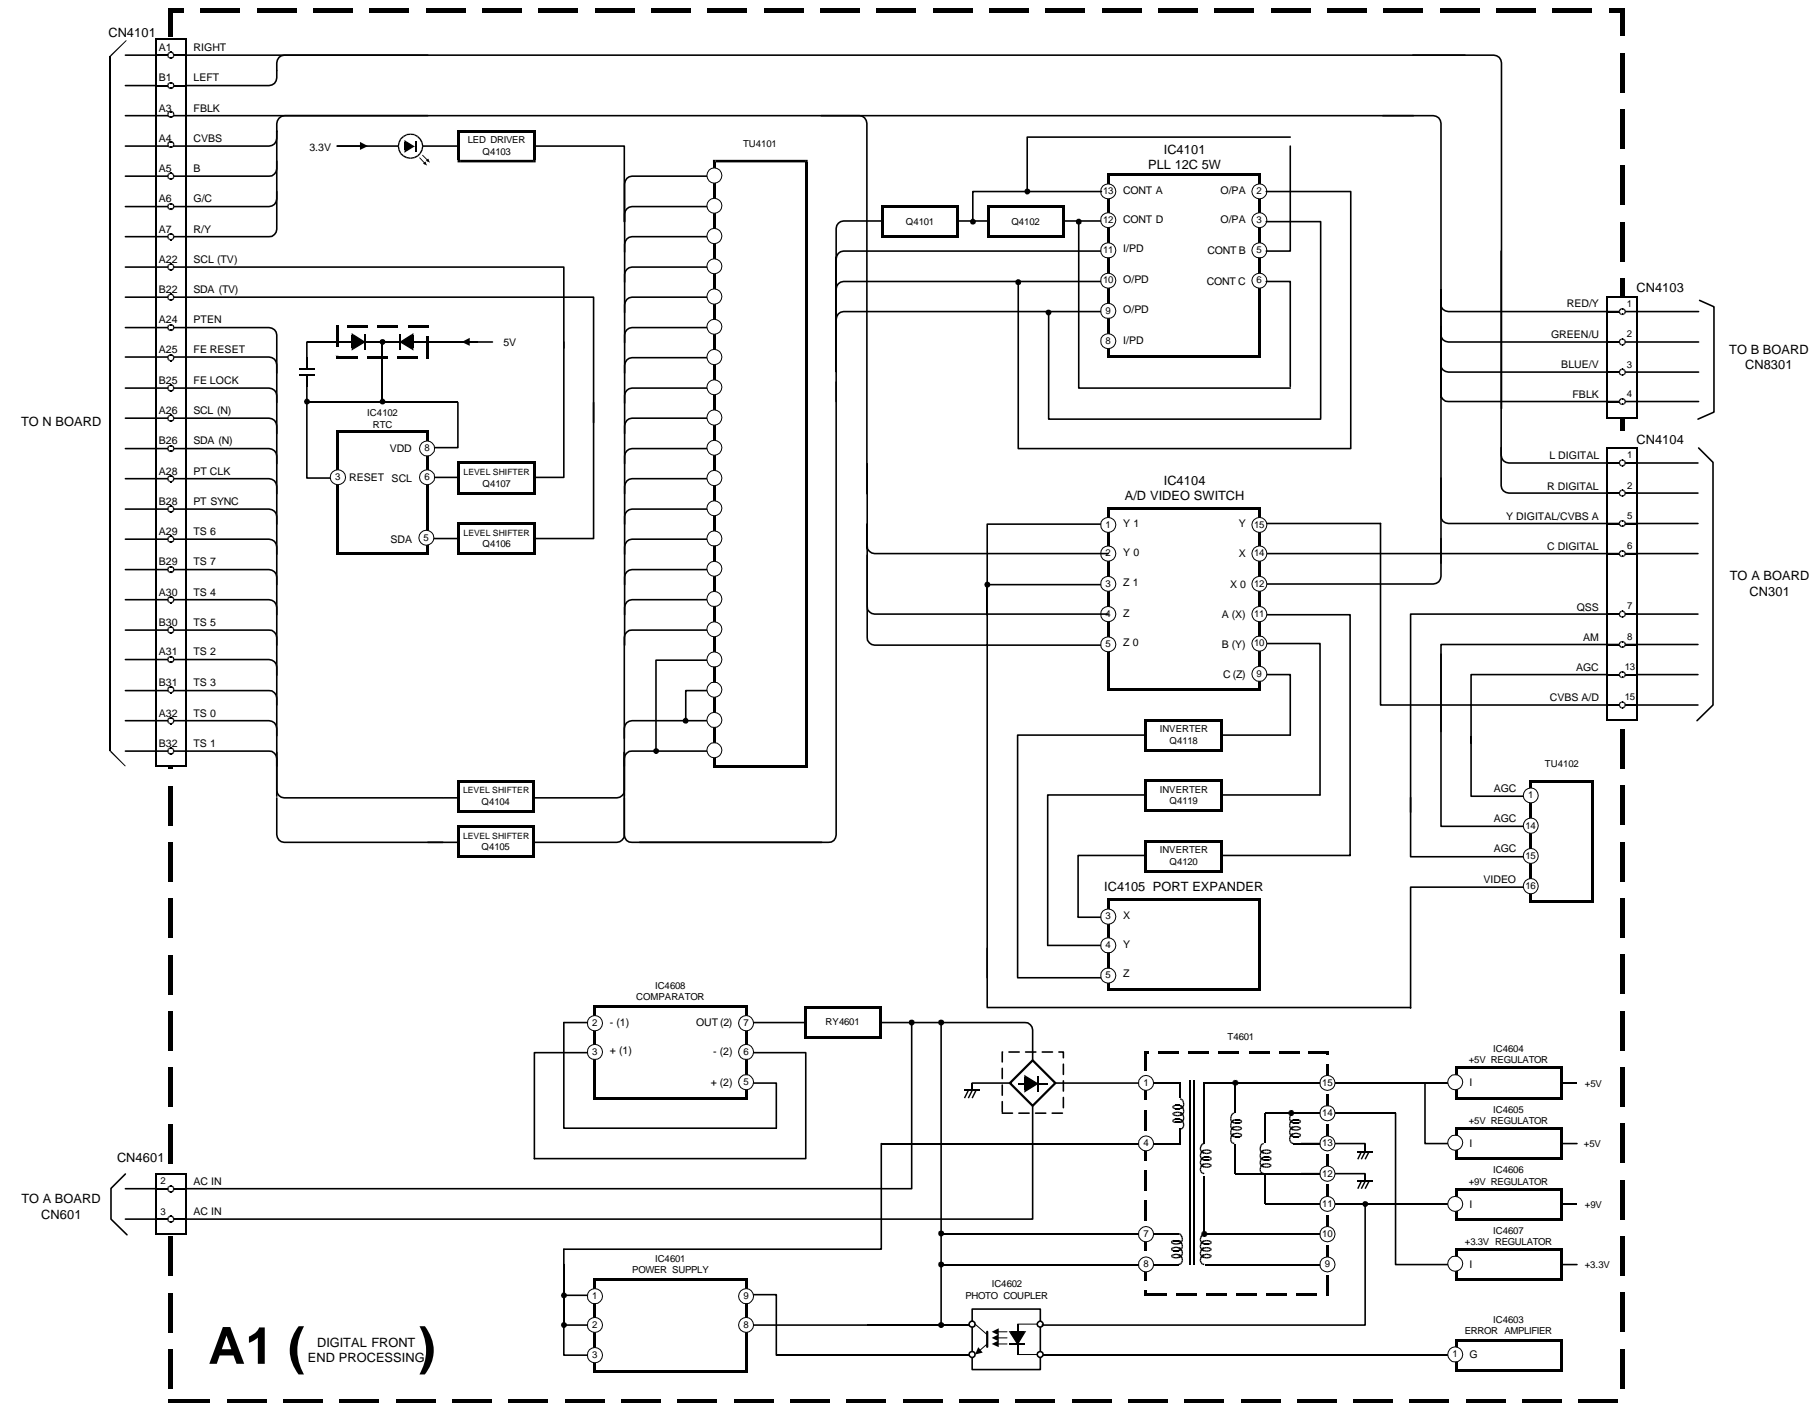 CN4101
A1 RIGHT
B1 LEFT
A3 FBLK
A4 CVBS
A5 B
A6 G/C
A7 R/Y
A22 SCL (TV)
B22 SDA (TV)
A24 PTEN
A25 FE RESET
B25 FE LOCK
A26 SCL (N)
B26 SDA (N)
A28 PT CLK
B28 PT SYNC
A29 TS 6
B29 TS 7
A30 TS 4
B30 TS 5
A31 TS 2
B31 TS 3
A32 TS 0
B32 TS 1
TO N BOARD
3.3V
LED DRIVER
Q4103
5V
IC4102
RTC
VDD 8
3 RESET SCL 6
SDA 5
LEVEL SHIFTER
Q4107
LEVEL SHIFTER
Q4106
LEVEL SHIFTER
Q4104
LEVEL SHIFTER
Q4105
TU4101
Q4101
Q4102
IC4101
PLL 12C 5W
13 CONT A O/PA 2
12 CONT D O/PA 3
11 I/PD CONT B 5
10 O/PD CONT C 6
9 O/PD
8 I/PD
IC4104
A/D VIDEO SWITCH
1 Y 1 Y 15
2 Y 0 X 14
3 Z 1 X 0 12
4 Z A (X) 11
5 Z 0 B (Y) 10
C (Z) 9
INVERTER
Q4118
INVERTER
Q4119
INVERTER
Q4120
IC4105 PORT EXPANDER
3 X
4 Y
5 Z
CN4103
RED/Y 1
GREEN/U 2
BLUE/V 3
FBLK 4
TO B BOARD
CN8301
CN4104
L DIGITAL 1
R DIGITAL 2
Y DIGITAL/CVBS A 5
C DIGITAL 6
QSS 7
AM 8
AGC 13
CVBS A/D 15
TO A BOARD
CN301
TU4102
AGC 1
AGC 14
AGC 15
VIDEO 16
IC4608
COMPARATOR
2 - (1) OUT (2) 7
3 + (1) - (2) 6
+ (2) 5
RY4601
CN4601
2 AC IN
3 AC IN
TO A BOARD
CN601
T4601
1 15
14
4 13
12
11
7 10
8 9
IC4604
+5V REGULATOR
I +5V
IC4605
+5V REGULATOR
I +5V
IC4606
+9V REGULATOR
I +9V
IC4607
+3.3V REGULATOR
I +3.3V
IC4601
POWER SUPPLY
1 9
2 8
3
IC4602
PHOTO COUPLER
IC4603
ERROR AMPLIFIER
1 G
A1 ( DIGITAL FRONT
END PROCESSING )